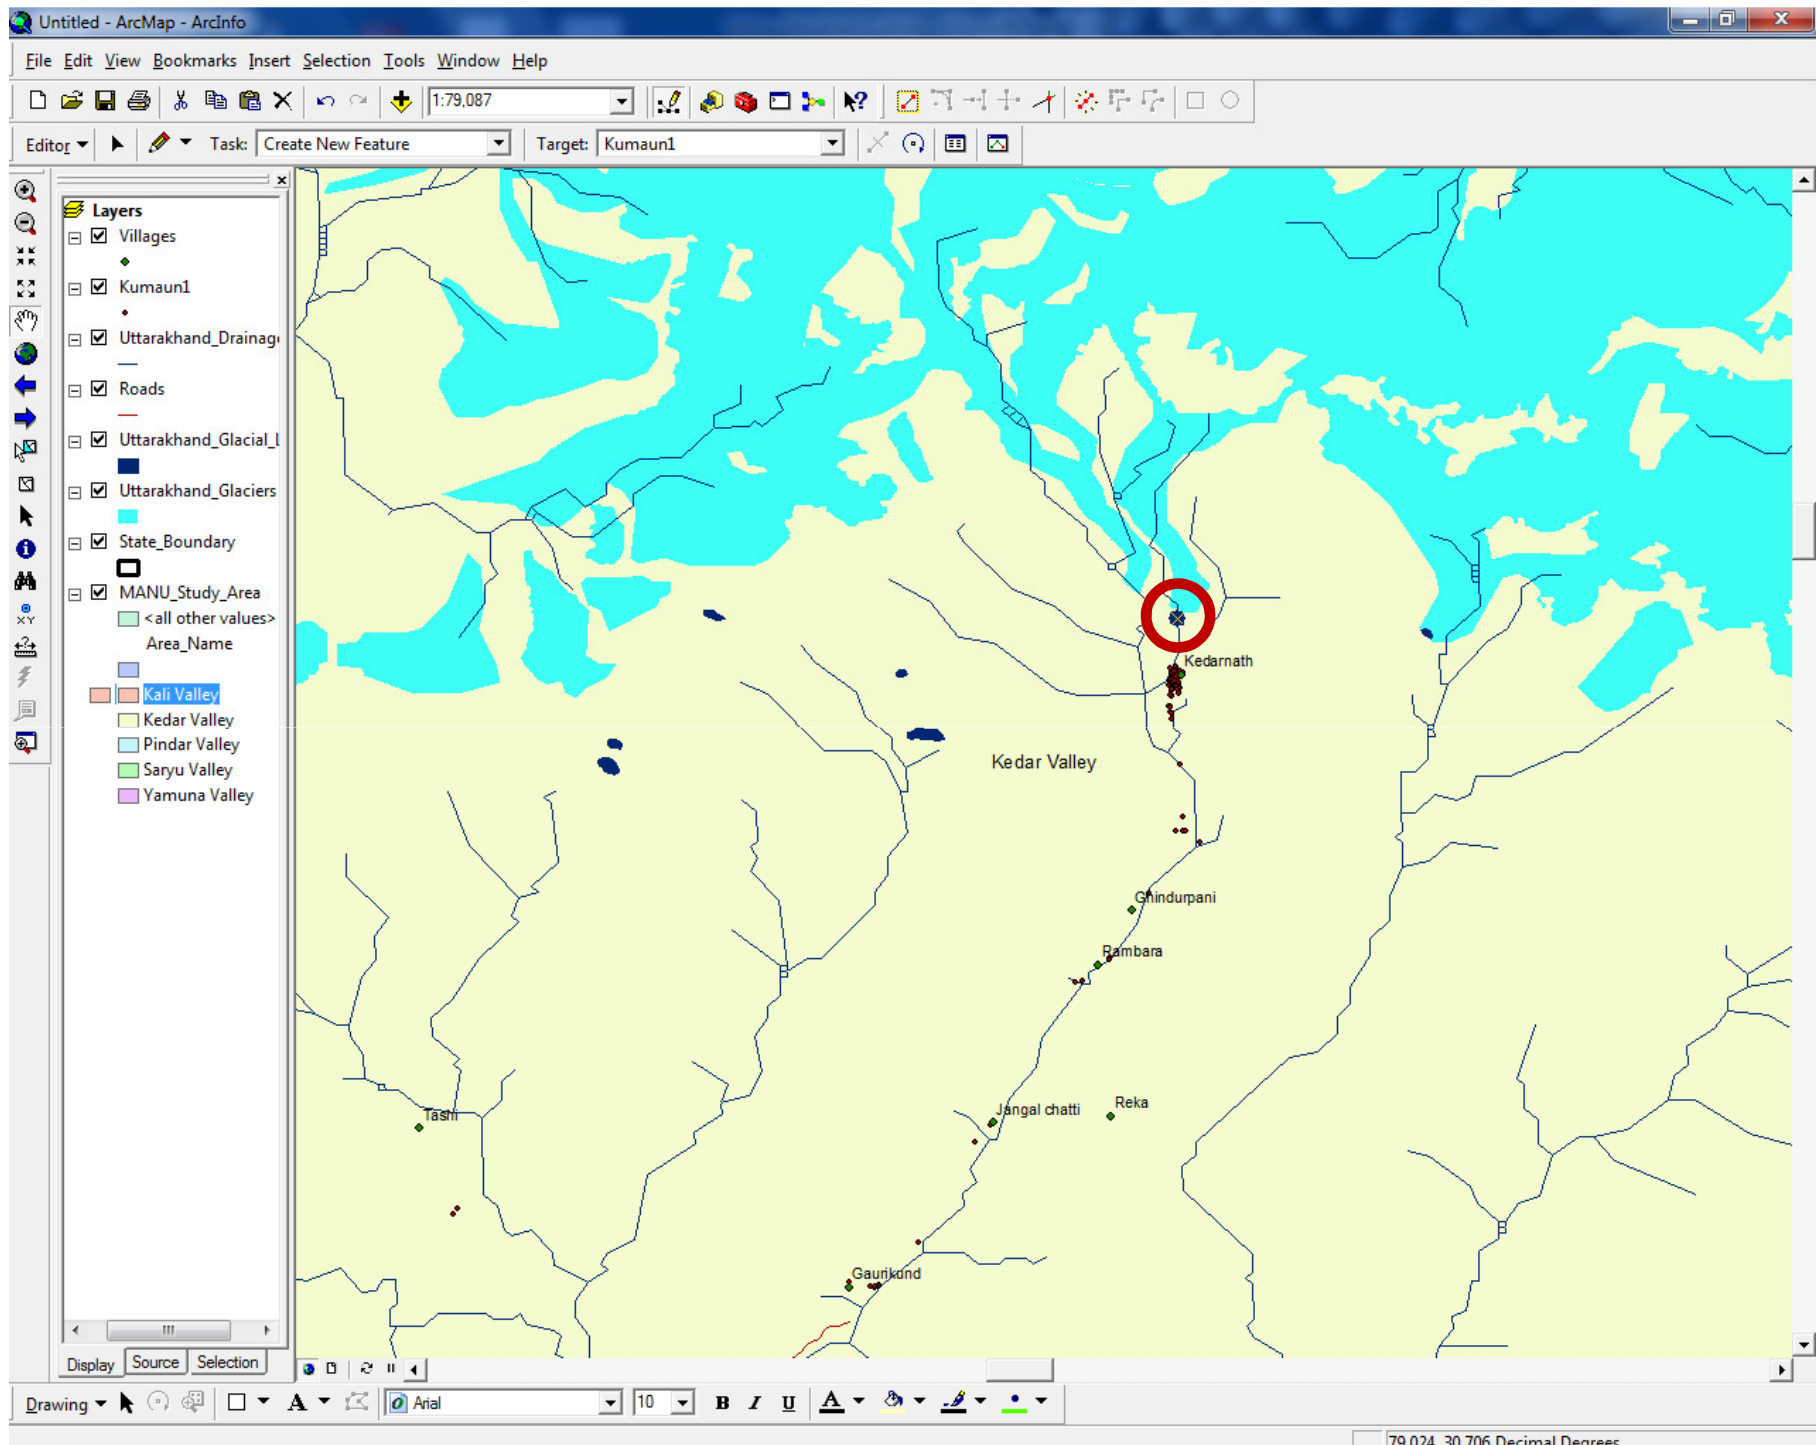 Untitled - ArcMap - ArcInfo
File Edit View Bookmarks Insert Selection Tools Window Help
1:79,087
Editor Task: Create New Feature Target: Kumaun1
Layers
Villages
Kumaun1
Uttarakhand_Drainag
Roads
Uttarakhand_Glacial_L
Uttarakhand_Glaciers
State_Boundary
MANU_Study_Area
<all other values>
Area_Name
Kali Valley
Kedar Valley
Pindar Valley
Saryu Valley
Yamuna Valley
Kedarnath
Kedar Valley
Ghindurpani
Rambara
Jangal chatti
Reka
Tashi
Gaurikund
Display Source Selection
Drawing A Arial 10 B I U A
79.024 30.706 Decimal Degrees